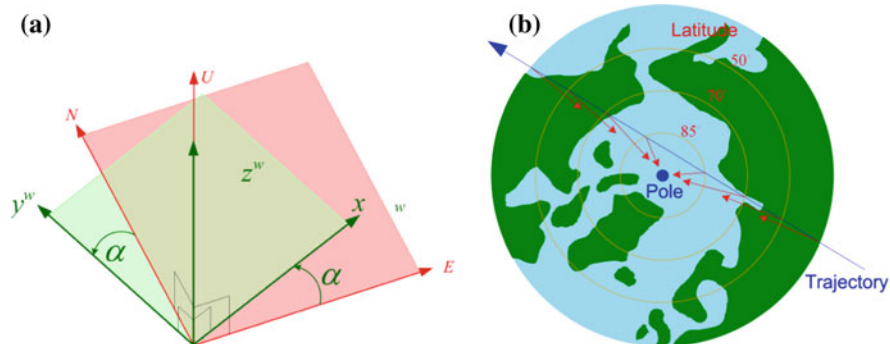 (a)
U
N
z^w
y^w
x
w
α
α
E
(b)
Latitude
50°
70°
85°
Pole
Trajectory